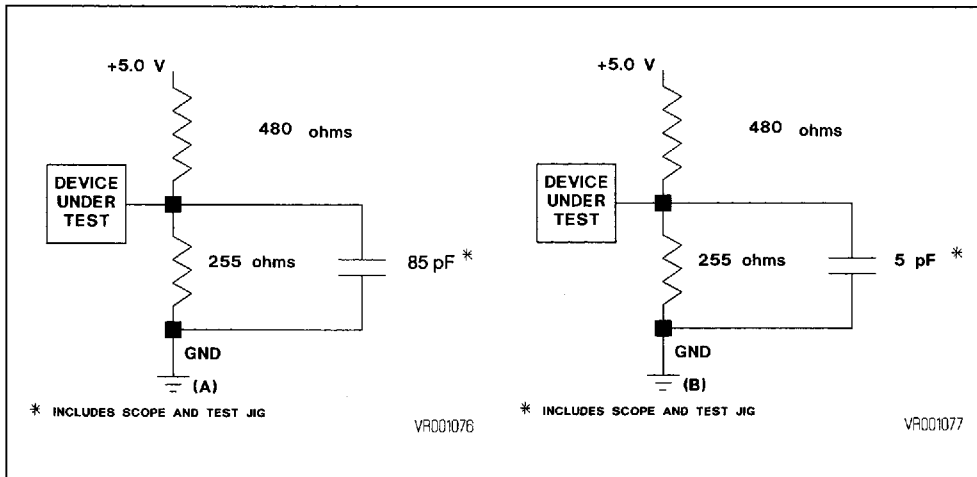 +5.0 V
480 ohms
DEVICE
UNDER
TEST
255 ohms
85 pF *
GND
(A)
* INCLUDES SCOPE AND TEST JIG
VR001076
+5.0 V
480 ohms
DEVICE
UNDER
TEST
255 ohms
5 pF *
GND
(B)
* INCLUDES SCOPE AND TEST JIG
VR001077